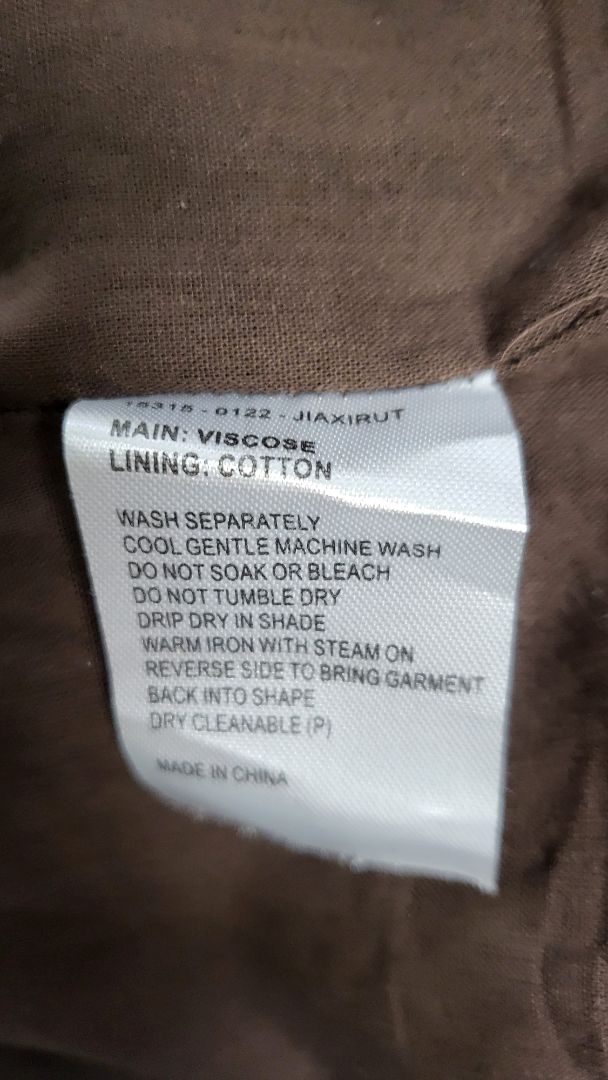 - 0122 - JIAXIRUT
MAIN: VISCOSE
LINING: COTTON
WASH SEPARATELY
COOL GENTLE MACHINE WASH
DO NOT SOAK OR BLEACH
DO NOT TUMBLE DRY
DRIP DRY IN SHADE
WARM IRON WITH STEAM ON
REVERSE SIDE TO BRING GARMENT
BACK INTO SHAPE
DRY CLEANABLE (P)
MADE IN CHINA